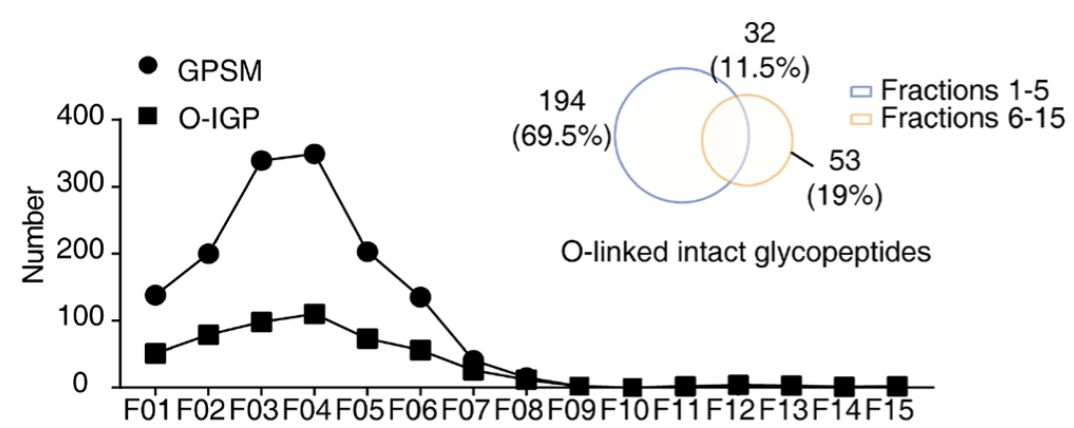 GPSM
O-IGP
Number
400
300
200
100
0
F01 F02 F03 F04 F05 F06 F07 F08 F09 F10 F11 F12 F13 F14 F15
32
(11.5%)
194
(69.5%)
53
(19%)
Fractions 1-5
Fractions 6-15
O-linked intact glycopeptides